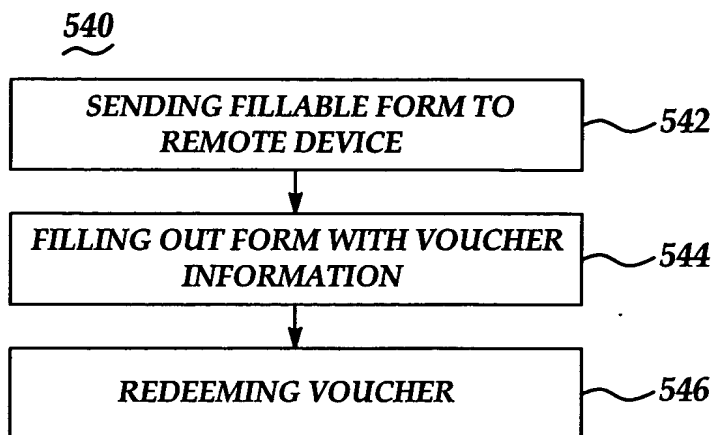 540
SENDING FILLABLE FORM TO
REMOTE DEVICE
542
FILLING OUT FORM WITH VOUCHER
INFORMATION
544
REDEEMING VOUCHER
546